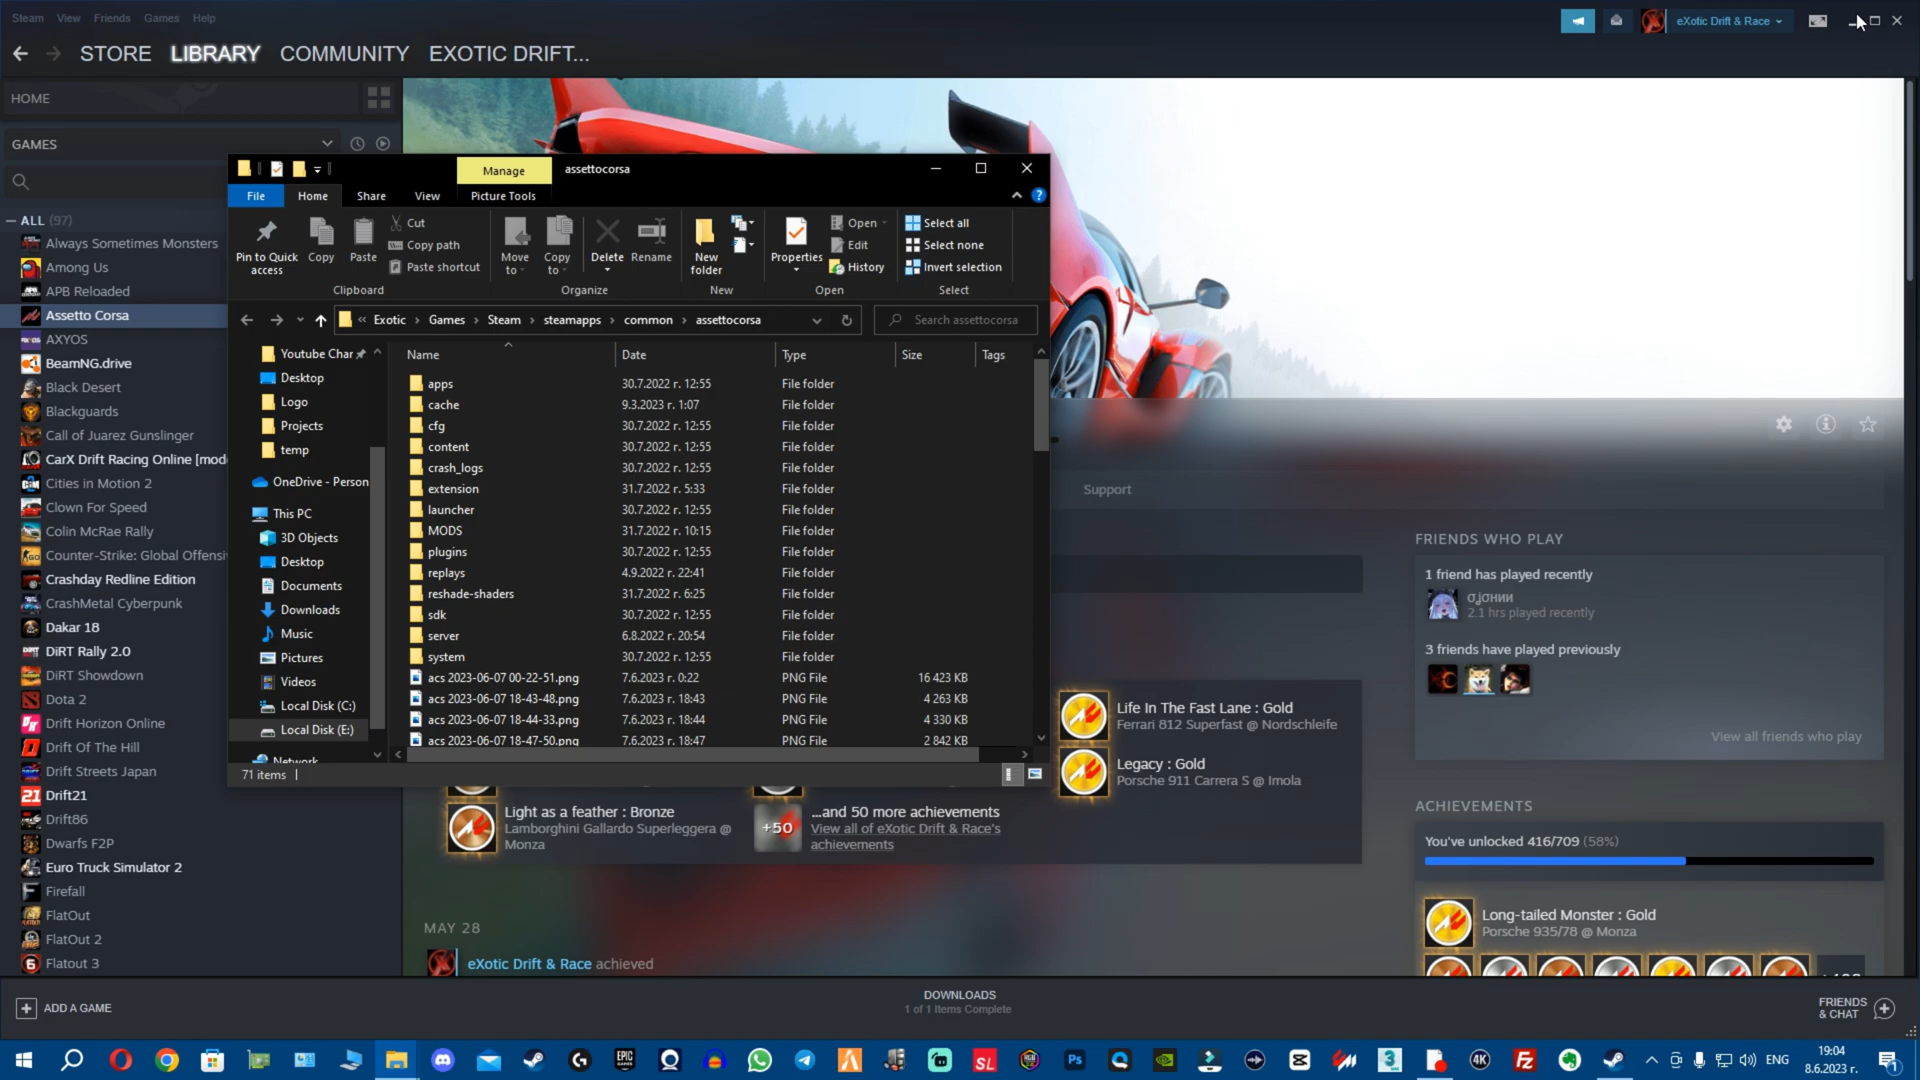 Steam View Friends Games Help
eXotic Drift & Race
STORE LIBRARY COMMUNITY EXOTIC DRIFT...
HOME
GAMES
ALL (97)
Always Sometimes Monsters
Among Us
APB Reloaded
Assetto Corsa
AXYOS
BeamNG.drive
Black Desert
Blackguards
Call of Juarez Gunslinger
CarX Drift Racing Online [mod
Cities in Motion 2
Clown For Speed
Colin McRae Rally
Counter-Strike: Global Offensi
Crashday Redline Edition
CrashMetal Cyberpunk
Dakar 18
DiRT Rally 2.0
DiRT Showdown
Dota 2
Drift Horizon Online
Drift Of The Hill
Drift Streets Japan
Drift21
Drift86
Dwarfs F2P
Euro Truck Simulator 2
Firefall
FlatOut
FlatOut 2
Flatout 3
Manage
assettocorsa
File Home Share View Picture Tools
Pin to Quick access
Copy
Paste
Cut
Copy path
Paste shortcut
Clipboard
Move to
Copy to
Delete
Rename
Organize
New folder
New
Properties
Open
Edit
History
Open
Select all
Select none
Invert selection
Select
« Exotic › Games › Steam › steamapps › common › assettocorsa
Search assettocorsa
Youtube Char
Desktop
Logo
Projects
temp
OneDrive - Person
This PC
3D Objects
Desktop
Documents
Downloads
Music
Pictures
Videos
Local Disk (C:)
Local Disk (E:)
Network
Name Date Type Size Tags
apps 30.7.2022 г. 12:55 File folder
cache 9.3.2023 г. 1:07 File folder
cfg 30.7.2022 г. 12:55 File folder
content 30.7.2022 г. 12:55 File folder
crash_logs 30.7.2022 г. 12:55 File folder
extension 31.7.2022 г. 5:33 File folder
launcher 30.7.2022 г. 12:55 File folder
MODS 31.7.2022 г. 10:15 File folder
plugins 30.7.2022 г. 12:55 File folder
replays 4.9.2022 г. 22:41 File folder
reshade-shaders 31.7.2022 г. 6:25 File folder
sdk 30.7.2022 г. 12:55 File folder
server 6.8.2022 г. 20:54 File folder
system 30.7.2022 г. 12:55 File folder
acs 2023-06-07 00-22-51.png 7.6.2023 г. 0:22 PNG File 16 423 KB
acs 2023-06-07 18-43-48.png 7.6.2023 г. 18:43 PNG File 4 263 KB
acs 2023-06-07 18-44-33.png 7.6.2023 г. 18:44 PNG File 4 330 KB
acs 2023-06-07 18-47-50.png 7.6.2023 г. 18:47 PNG File 2 842 KB
71 items
Support
FRIENDS WHO PLAY
1 friend has played recently
2.1 hrs played recently
3 friends have played previously
View all friends who play
Life In The Fast Lane : Gold
Ferrari 812 Superfast @ Nordschleife
Legacy : Gold
Porsche 911 Carrera S @ Imola
Light as a feather : Bronze
Lamborghini Gallardo Superleggera @
Monza
+50
...and 50 more achievements
View all of eXotic Drift & Race's
achievements
ACHIEVEMENTS
You've unlocked 416/709 (58%)
Long-tailed Monster : Gold
Porsche 935/78 @ Monza
MAY 28
eXotic Drift & Race achieved
ADD A GAME
DOWNLOADS
1 of 1 Items Complete
FRIENDS
& CHAT
ENG
19:04
8.6.2023 г.